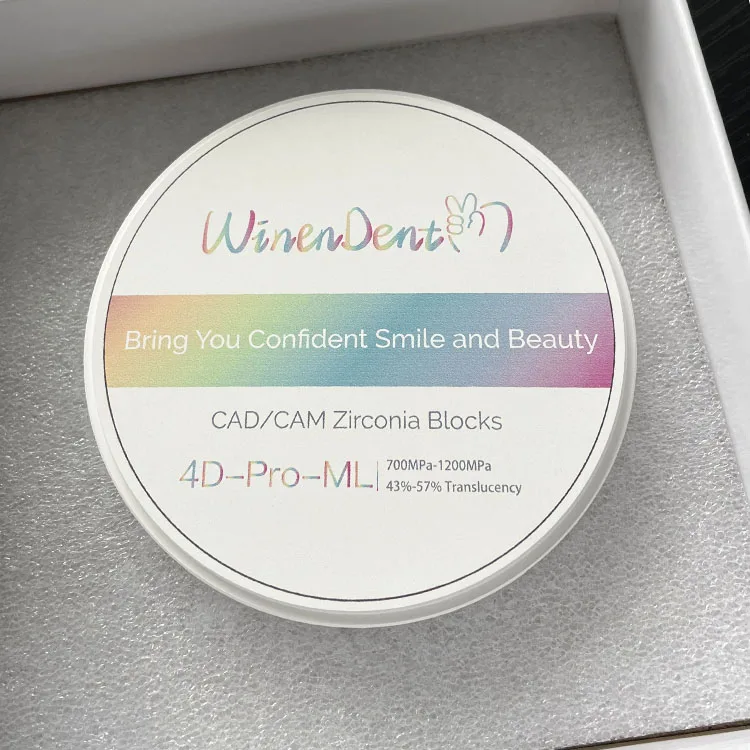 WinenDent
Bring You Confident Smile and Beauty
CAD/CAM Zirconia Blocks
4D-Pro-ML
700MPa-1200MPa
43%-57% Translucency